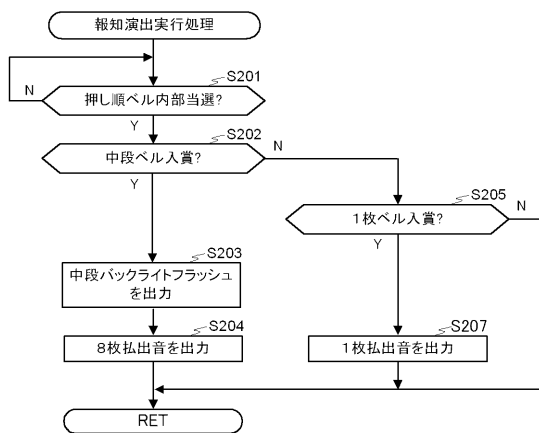 報知演出実行処理
S201
N
押し順ベル内部当選?
Y
S202
中段ベル入賞?
N
Y
S205
1枚ベル入賞?
N
Y
S203
中段バックライトフラッシュ
を出力
S204
8枚払出音を出力
S207
1枚払出音を出力
RET